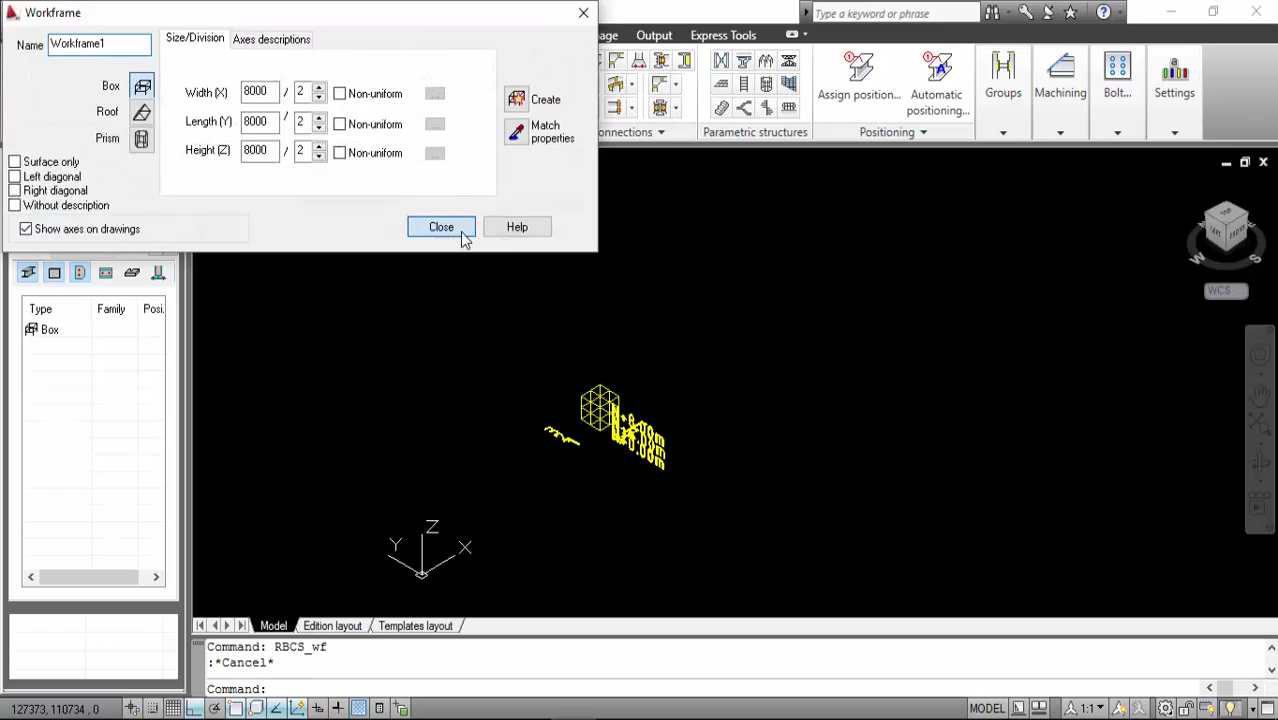 Workframe
Type a keyword or phrase
Name Workframe1
Size/Division Axes descriptions
Output Express Tools
Box
Roof
Prism
Width (X) 8000 / 2 Non-uniform ...
Length (Y) 8000 / 2 Non-uniform ...
Height (Z) 8000 / 2 Non-uniform ...
Create
Match
properties
Surface only
Left diagonal
Right diagonal
Without description
Show axes on drawings
Close Help
Assign position...
Automatic
positioning...
Groups
Machining
Bolt...
Settings
Parametric structures
Positioning
TOP
LEFT
FRONT
W S
WCS
Type Family Posi.
Box
Z
Y X
Model Edition layout Templates layout
Command: RBCS_wf
:*Cancel*
Command:
127373, 110734 , 0
MODEL
1:1